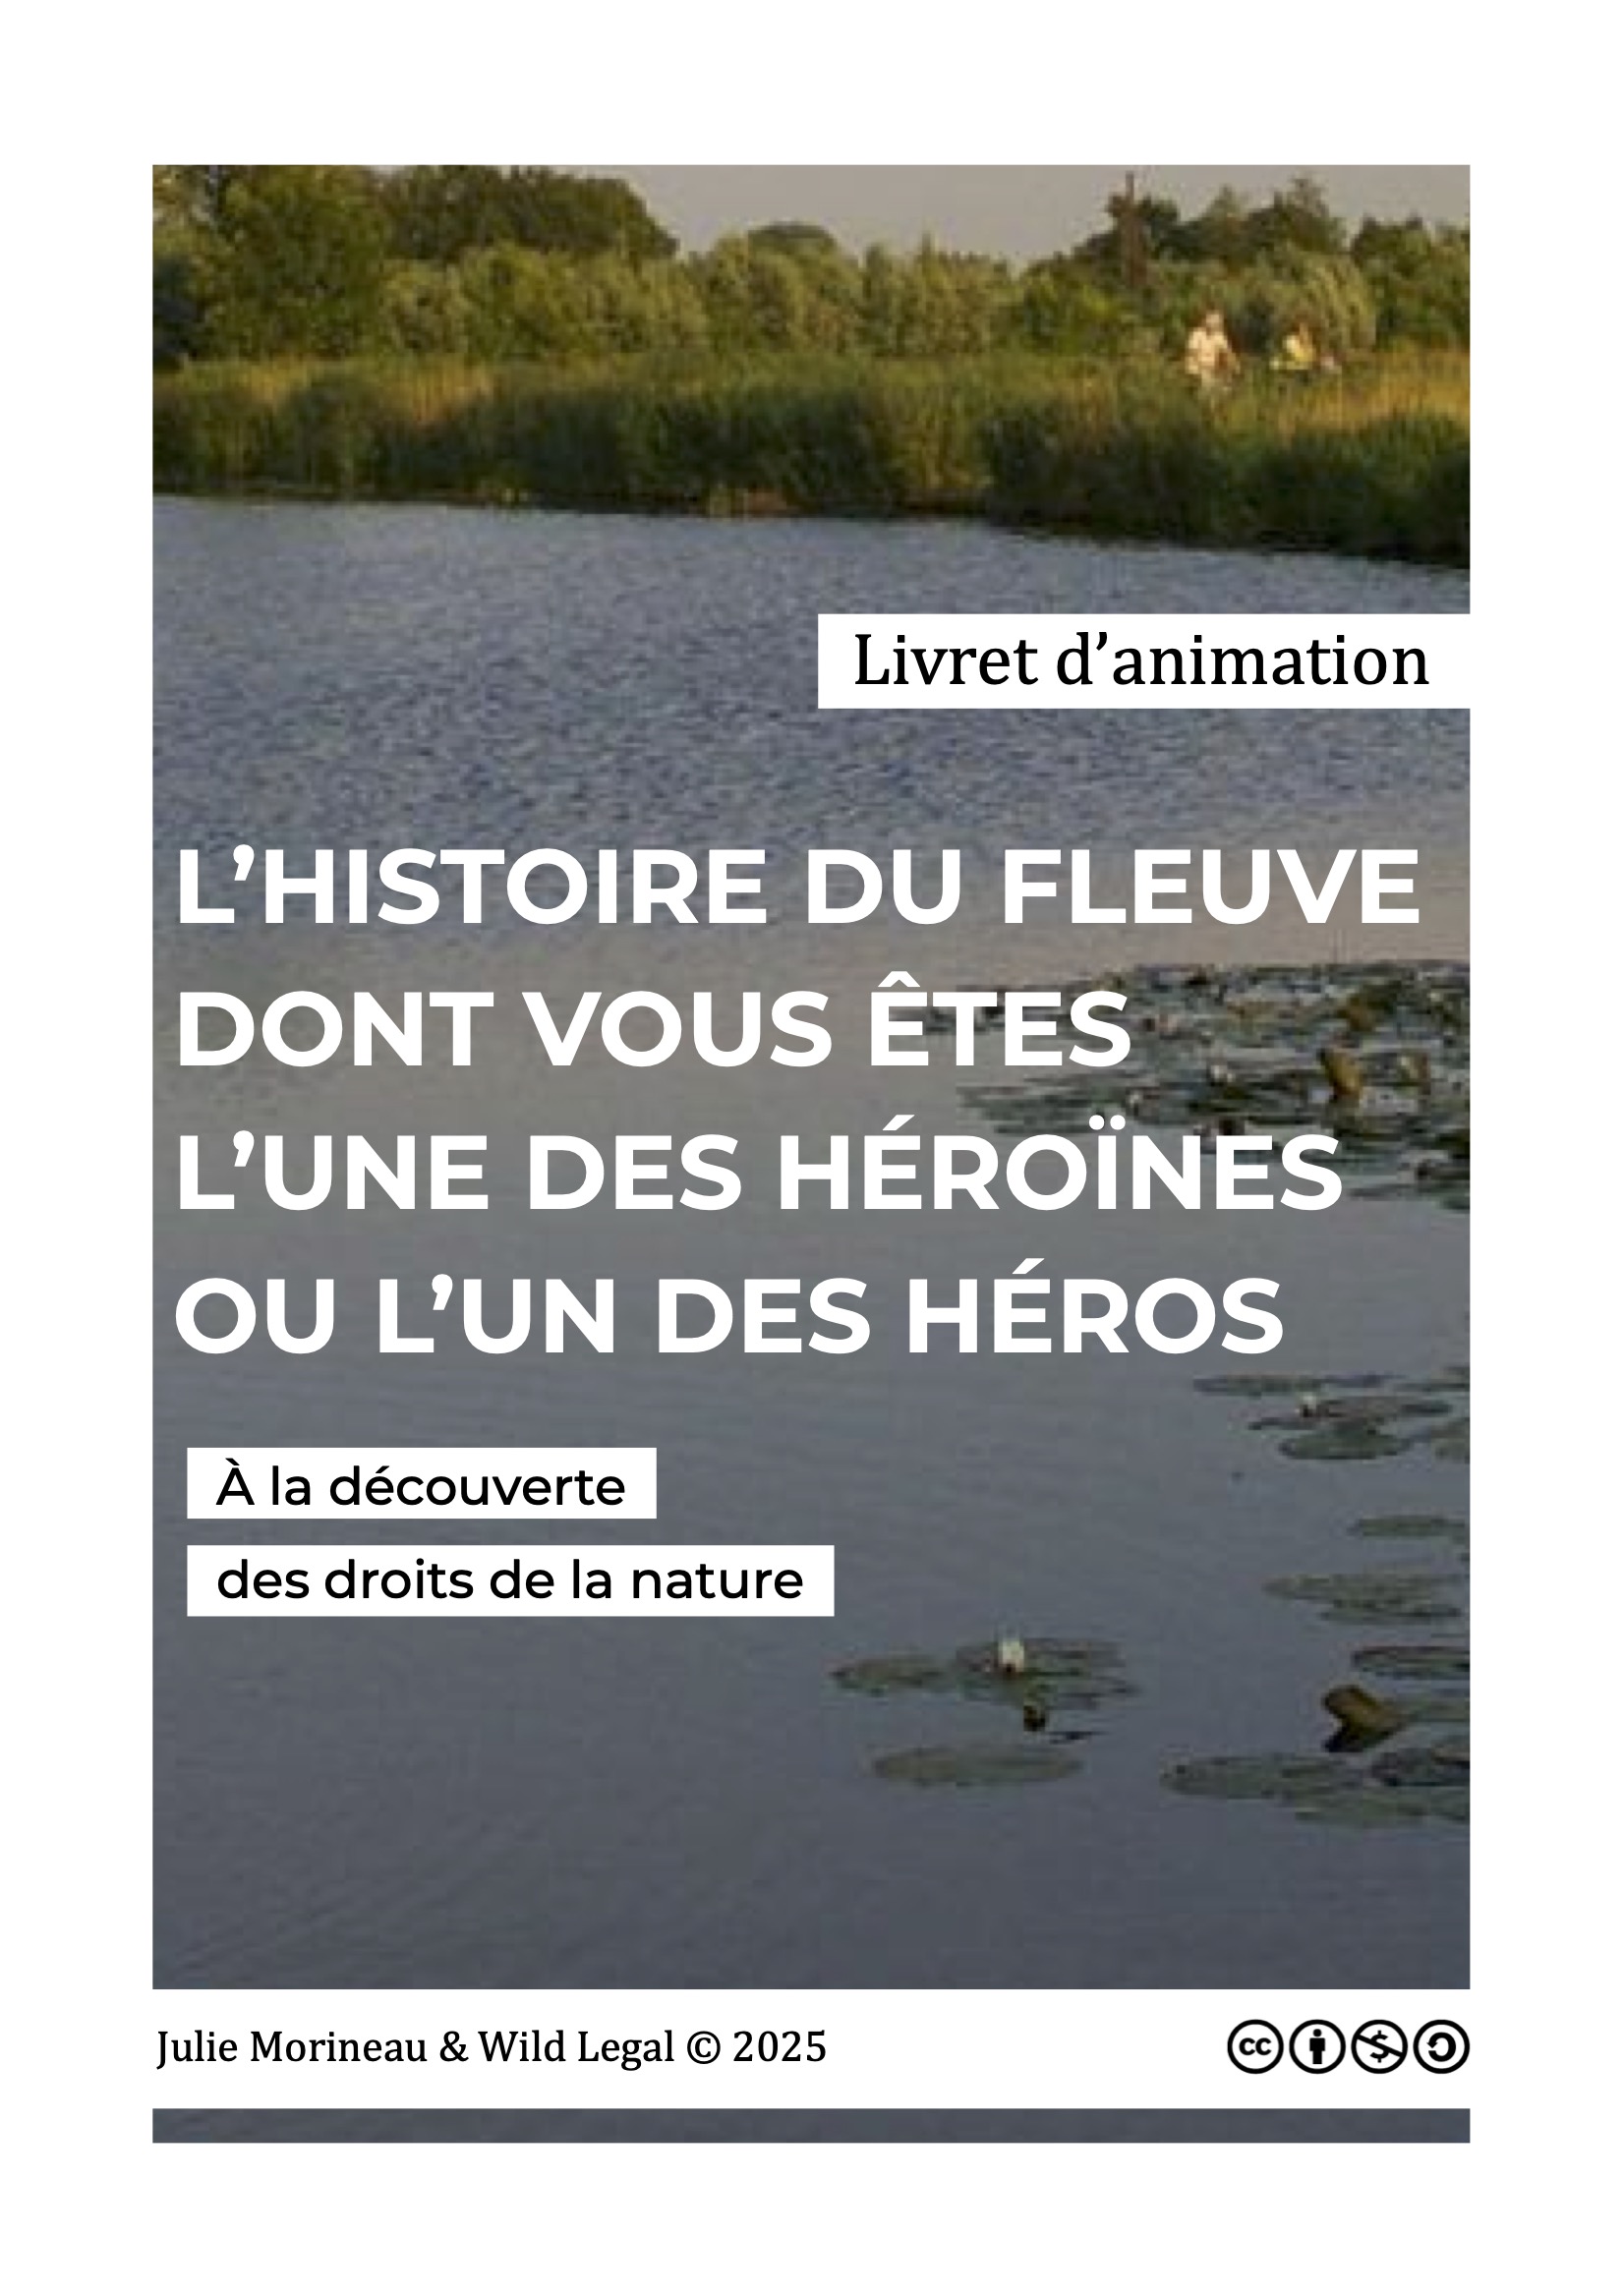 Livret d’animation
L’HISTOIRE DU FLEUVE
DONT VOUS ÊTES
L’UNE DES HÉROÏNES
OU L’UN DES HÉROS
À la découverte
des droits de la nature
Julie Morineau & Wild Legal © 2025
cc